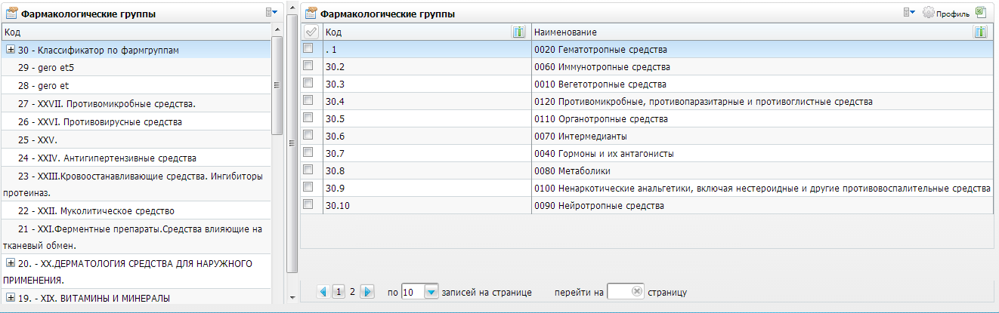 Фармакологические группы
Код
30 - Классификатор по фармгруппам
29 - gero et5
28 - gero et
27 - XXVII. Противомикробные средства.
26 - XXVI. Противовирусные средства
25 - XXV.
24 - XXIV. Антигипертензивные средства
23 - XXIII.Кровоостанавливающие средства. Ингибиторы
протеиназ.
22 - XXII. Муколитическое средство
21 - XXI.Ферментные препараты.Средства влияющие на
тканевый обмен.
20. - XX.ДЕРМАТОЛОГИЯ СРЕДСТВА ДЛЯ НАРУЖНОГО
ПРИМЕНЕНИЯ.
19. - XIX. ВИТАМИНЫ И МИНЕРАЛЫ
Фармакологические группы Профиль
Код Наименование
. 1 0020 Гематотропные средства
30.2 0060 Иммунотропные средства
30.3 0010 Вегетотропные средства
30.4 0120 Противомикробные, противопаразитарные и противоглистные средства
30.5 0110 Органотропные средства
30.6 0070 Интермедианты
30.7 0040 Гормоны и их антагонисты
30.8 0080 Метаболики
30.9 0100 Ненаркотические анальгетики, включая нестероидные и другие противовоспалительные средства
30.10 0090 Нейротропные средства
1 2 по 10 записей на странице перейти на страницу